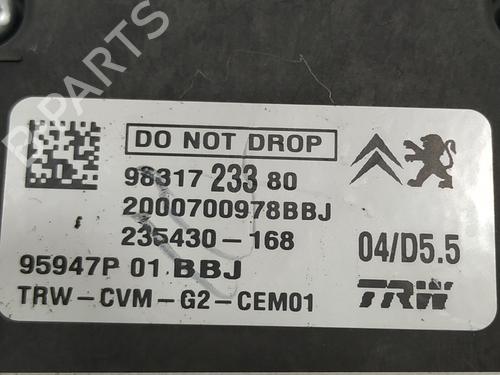 B-PARTS
DO NOT DROP
98317 233 80
2000700978BBJ
235430-168
04/D5.5
95947P 01 BBJ
TRW-CVM-G2-CEM01
TRW